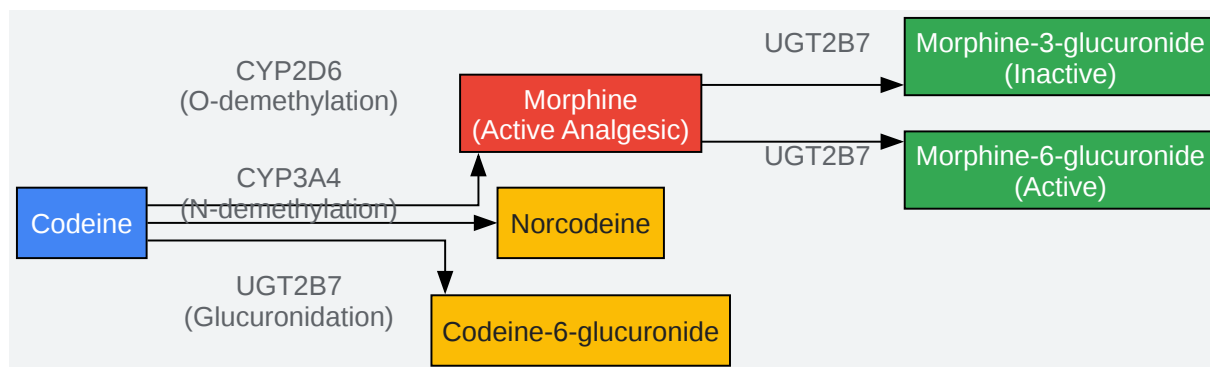 CYP2D6
(O-demethylation)
CYP3A4
(N-demethylation)
UGT2B7
(Glucuronidation)
Codeine
Morphine
(Active Analgesic)
Norcodeine
Codeine-6-glucuronide
UGT2B7
UGT2B7
Morphine-3-glucuronide
(Inactive)
Morphine-6-glucuronide
(Active)